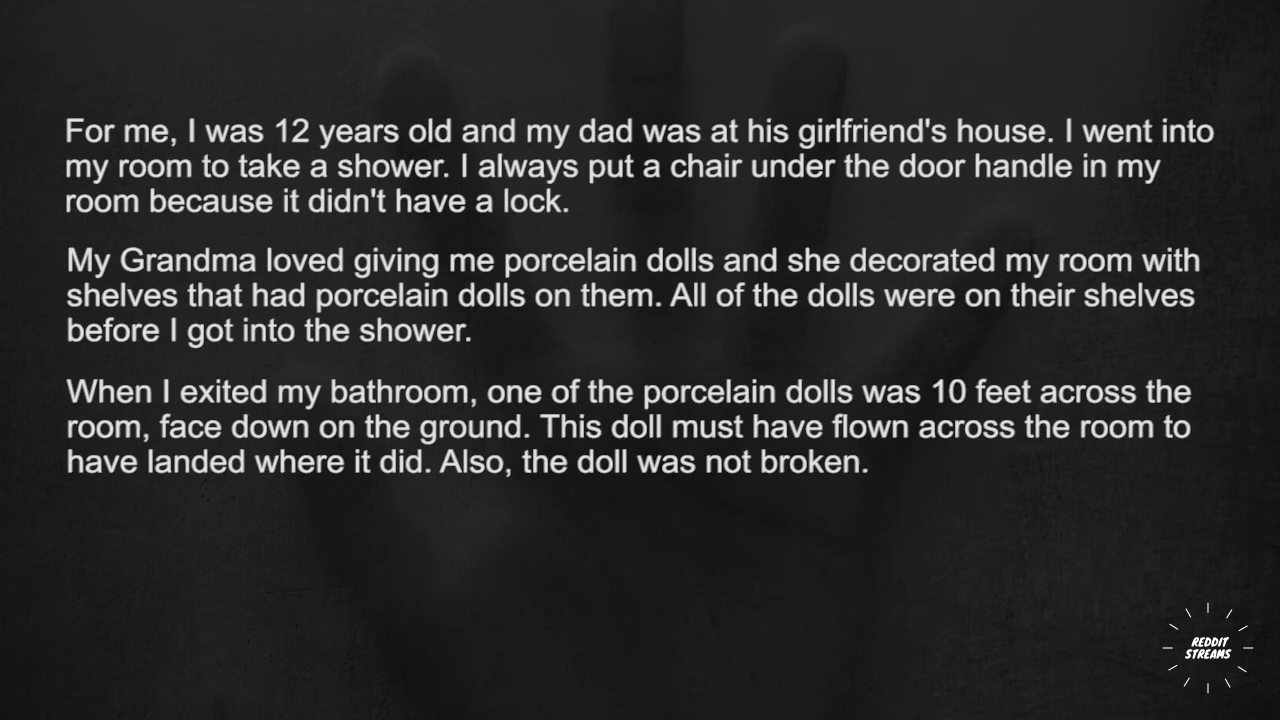 For me, I was 12 years old and my dad was at his girlfriend's house. I went into
my room to take a shower. I always put a chair under the door handle in my
room because it didn't have a lock.
My Grandma loved giving me porcelain dolls and she decorated my room with
shelves that had porcelain dolls on them. All of the dolls were on their shelves
before I got into the shower.
When I exited my bathroom, one of the porcelain dolls was 10 feet across the
room, face down on the ground. This doll must have flown across the room to
have landed where it did. Also, the doll was not broken.
REDDIT
STREAMS